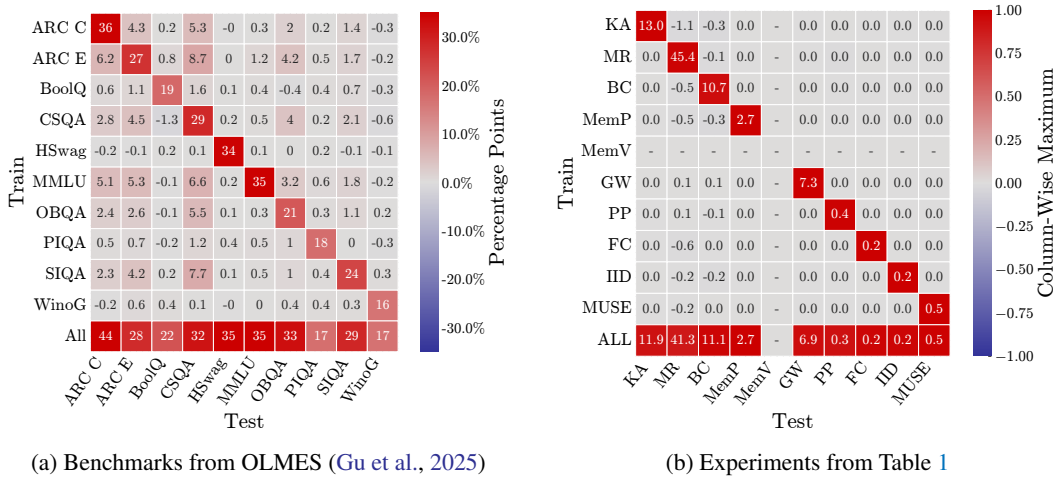 ARC C 36 4.3 0.2 5.3 -0 0.3 2 0.2 1.4 -0.3
ARC E 6.2 27 0.8 8.7 0 1.2 4.2 0.5 1.7 -0.2
BoolQ 0.6 1.1 19 1.6 0.1 0.4 -0.4 0.4 0.7 -0.3
CSQA 2.8 4.5 -1.3 29 0.2 0.5 4 0.2 2.1 -0.6
HSwag -0.2 -0.1 0.2 0.1 34 0.1 0 0.2 -0.1 -0.1
MMLU 5.1 5.3 -0.1 6.6 0.2 35 3.2 0.6 1.8 -0.2
OBQA 2.4 2.6 -0.1 5.5 0.1 0.3 21 0.3 1.1 0.2
PIQA 0.5 0.7 -0.2 1.2 0.4 0.5 1 18 0 -0.3
SIQA 2.3 4.2 0.2 7.7 0.1 0.5 1 0.4 24 0.3
WinoG -0.2 0.6 0.4 0.1 -0 0 0.4 0.4 0.3 16
All 44 28 22 32 35 35 33 17 29 17
ARC C ARC E BoolQ CSQA HSwag MMLU OBQA PIQA SIQA WinoG
Train
Test
30.0%
20.0%
10.0%
0.0%
-10.0%
-20.0%
-30.0%
Percentage Points
(a) Benchmarks from OLMES (Gu et al., 2025)
KA 13.0 -1.1 -0.3 0.0 - 0.0 0.0 0.0 0.0 0.0
MR 0.0 45.4 -0.1 0.0 - 0.0 0.0 0.0 0.0 0.0
BC 0.0 -0.5 10.7 0.0 - 0.0 0.0 0.0 0.0 0.0
MemP 0.0 -0.5 -0.3 2.7 - 0.0 0.0 0.0 0.0 0.0
MemV - - - - - - - - - -
GW 0.0 0.1 0.1 0.0 - 7.3 0.0 0.0 0.0 0.0
PP 0.0 0.1 -0.1 0.0 - 0.0 0.4 0.0 0.0 0.0
FC 0.0 -0.6 0.0 0.0 - 0.0 0.0 0.2 0.0 0.0
IID 0.0 -0.2 -0.2 0.0 - 0.0 0.0 0.0 0.2 0.0
MUSE 0.0 -0.2 0.0 0.0 - 0.0 0.0 0.0 0.0 0.5
ALL 11.9 41.3 11.1 2.7 - 6.9 0.3 0.2 0.2 0.5
KA MR BC MemP MemV GW PP FC IID MUSE
Train
Test
1.00
0.75
0.50
0.25
0.00
−0.25
−0.50
−0.75
−1.00
Column-Wise Maximum
(b) Experiments from Table 1